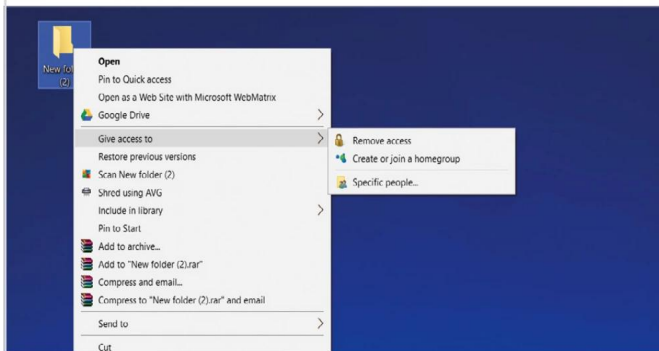 New fol
(2)
Open
Pin to Quick access
Open as a Web Site with Microsoft WebMatrix
Google Drive
Give access to
Restore previous versions
Scan New folder (2)
Shred using AVG
Include in library
Pin to Start
Add to archive...
Add to "New folder (2).rar"
Compress and email...
Compress to "New folder (2).rar" and email
Send to
Cut
Remove access
Create or join a homegroup
Specific people...